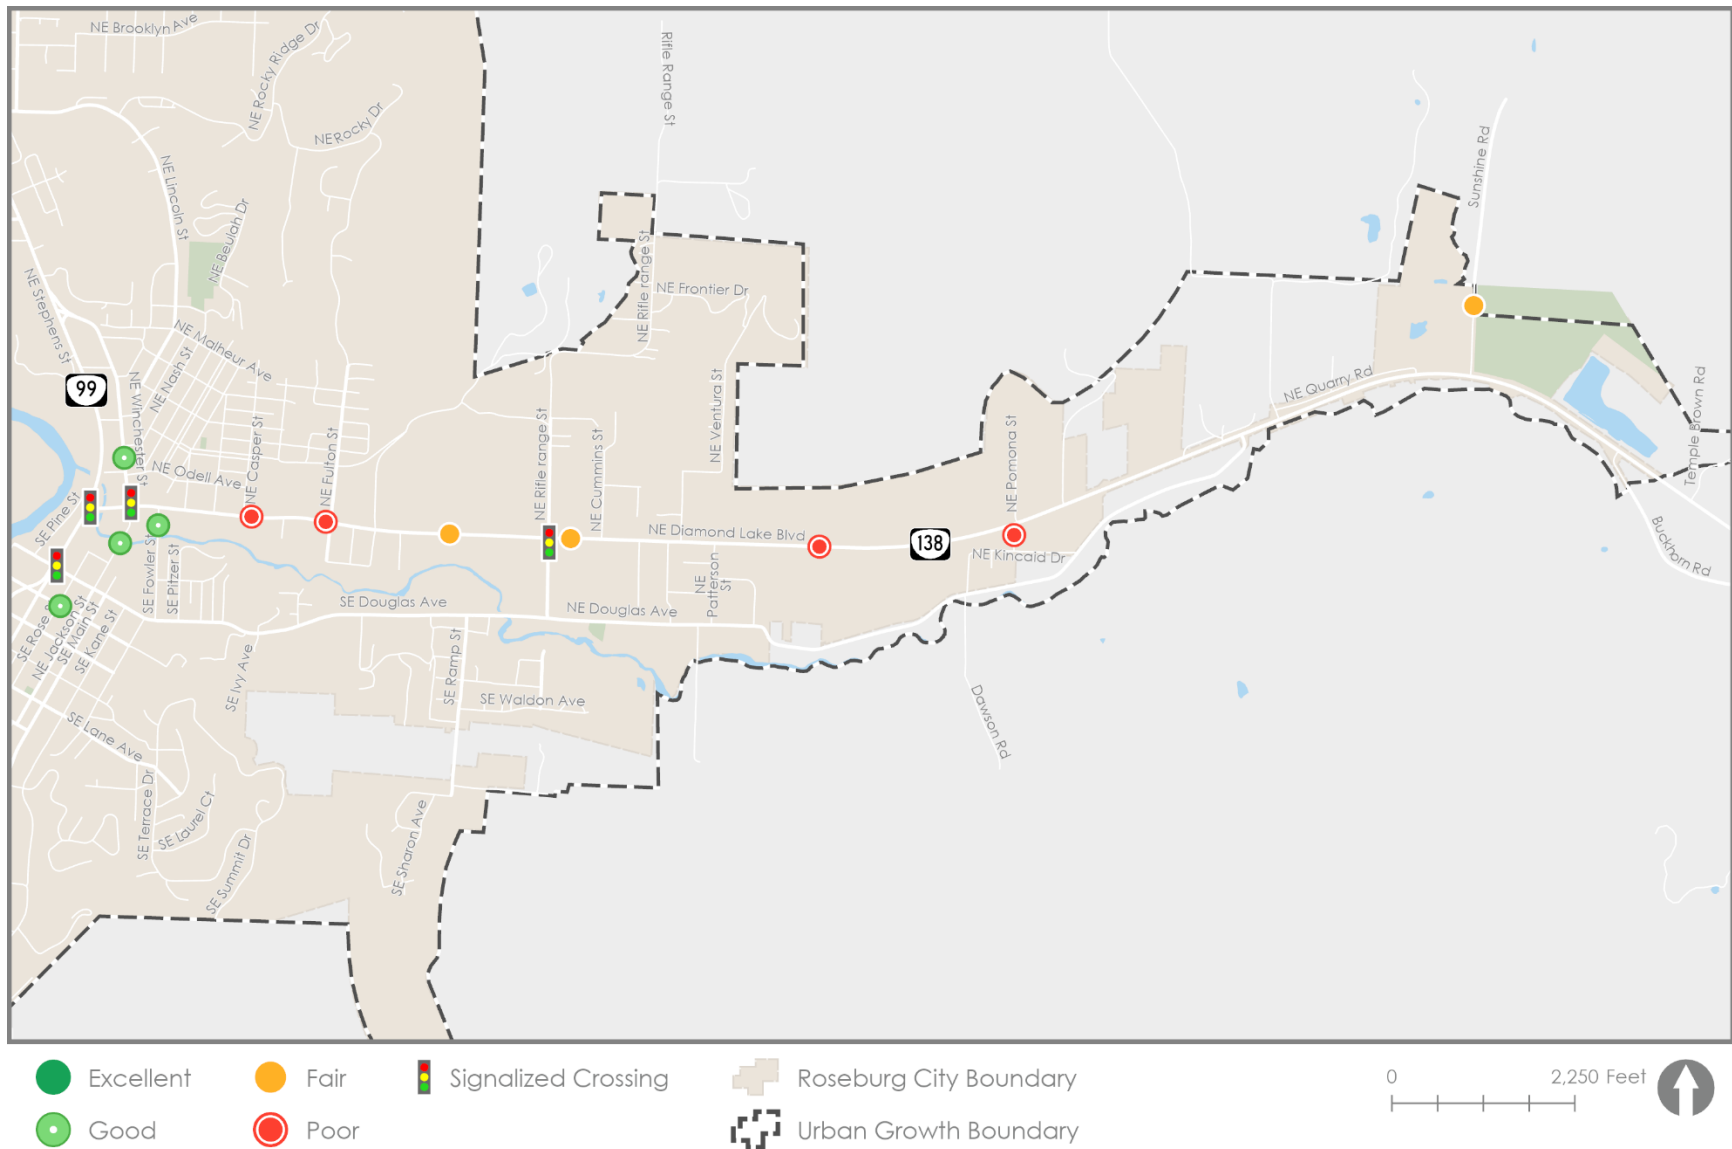 NE Brooklyn Ave
NE Rocky Ridge Dr
NE Rocky Dr
Rifle Range St
NE Lincoln St
NE Beulah Dr
Sunshine Rd
NE Stephens St
NE Rifle range St
NE Frontier Dr
NE Malheur Ave
NE Nash St
99
NE Winchester St
NE Ventura St
NE Quarry Rd
Temple Brown Rd
NE Casper St
NE Fulton St
NE Rifle range St
NE Cummins St
NE Pomona St
NE Odell Ave
SE Pine St
NE Diamond Lake Blvd
138
NE Kincaid Dr
Buckhorn Rd
SE Fowler St
SE Pitzer St
NE
Patterson
St
SE Douglas Ave
NE Douglas Ave
SE Rose
NE Jackson St
SE Main St
SE Kane St
SE Ivy Ave
SE Ramp St
SE Waldon Ave
Dawson Rd
SE Lane Ave
SE Terrace Dr
SE Laurel Ct
SE Summit Dr
SE Sharon Ave
Excellent
Fair
Signalized Crossing
Roseburg City Boundary
0
2,250 Feet
Good
Poor
Urban Growth Boundary